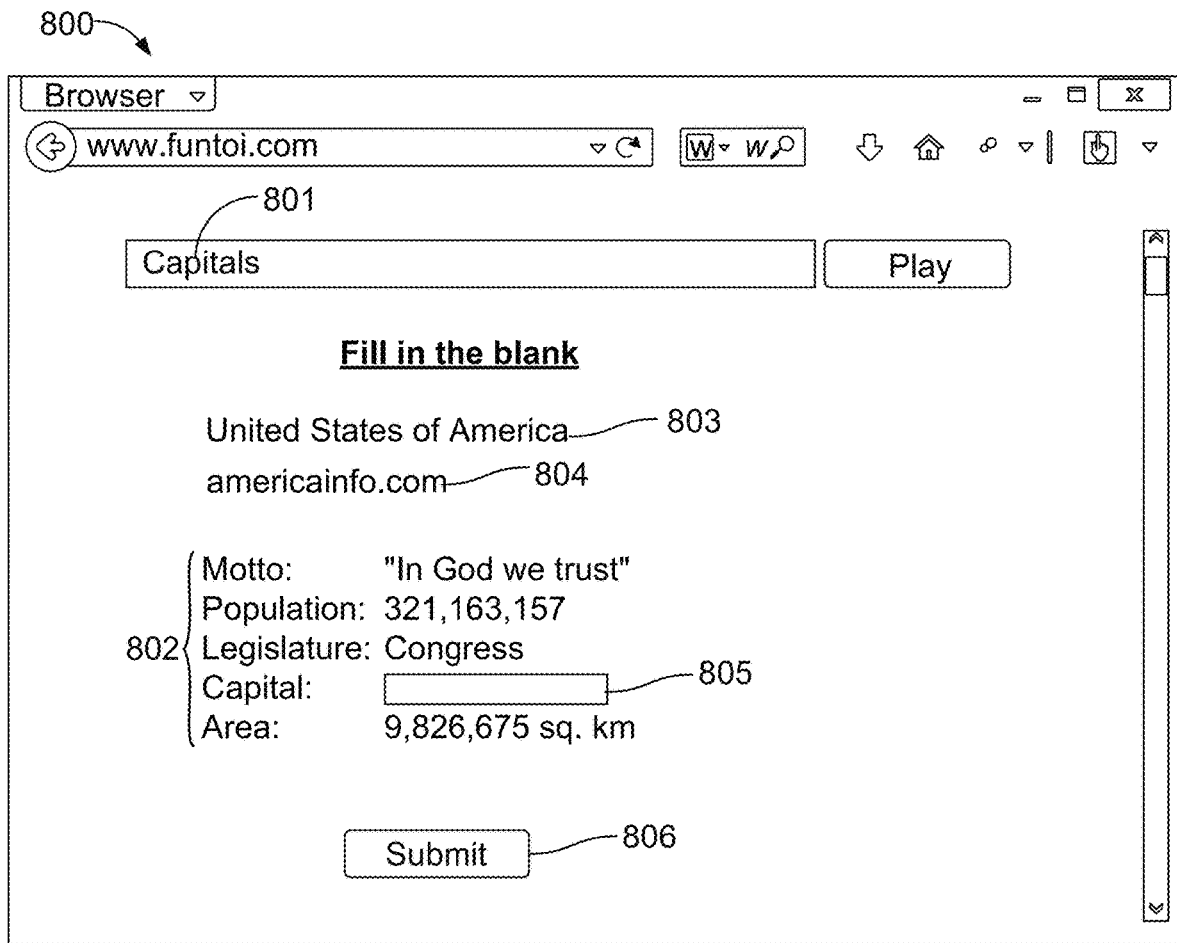 800
Browser
www.funtoi.com W W
801
Capitals Play
Fill in the blank
United States of America 803
americainfo.com 804
Motto: "In God we trust"
Population: 321,163,157
802 Legislature: Congress
Capital: 805
Area: 9,826,675 sq. km
Submit 806